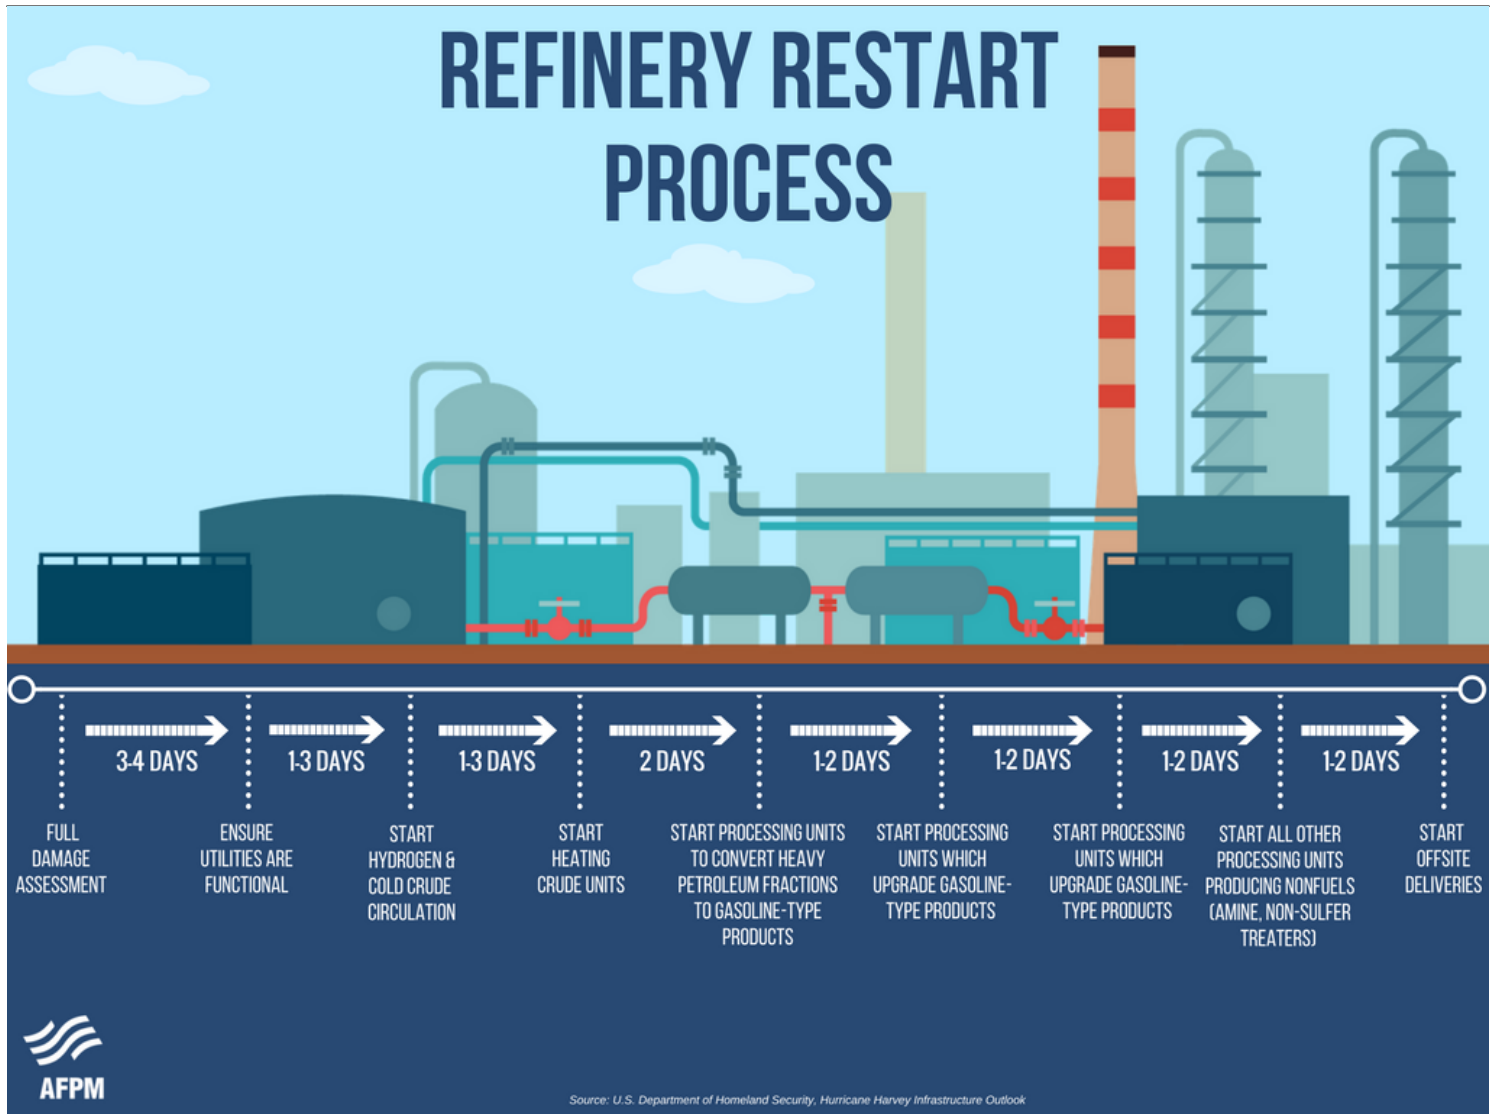 REFINERY RESTART
PROCESS
3-4 DAYS
1-3 DAYS
1-3 DAYS
2 DAYS
1-2 DAYS
1-2 DAYS
1-2 DAYS
1-2 DAYS
FULL
DAMAGE
ASSESSMENT
ENSURE
UTILITIES ARE
FUNCTIONAL
START
HYDROGEN &
COLD CRUDE
CIRCULATION
START
HEATING
CRUDE UNITS
START PROCESSING UNITS
TO CONVERT HEAVY
PETROLEUM FRACTIONS
TO GASOLINE-TYPE
PRODUCTS
START PROCESSING
UNITS WHICH
UPGRADE GASOLINE-
TYPE PRODUCTS
START PROCESSING
UNITS WHICH
UPGRADE GASOLINE-
TYPE PRODUCTS
START ALL OTHER
PROCESSING UNITS
PRODUCING NONFUELS
(AMINE, NON-SULFER
TREATERS)
START
OFFSITE
DELIVERIES
AFPM
Source: U.S. Department of Homeland Security, Hurricane Harvey Infrastructure Outlook